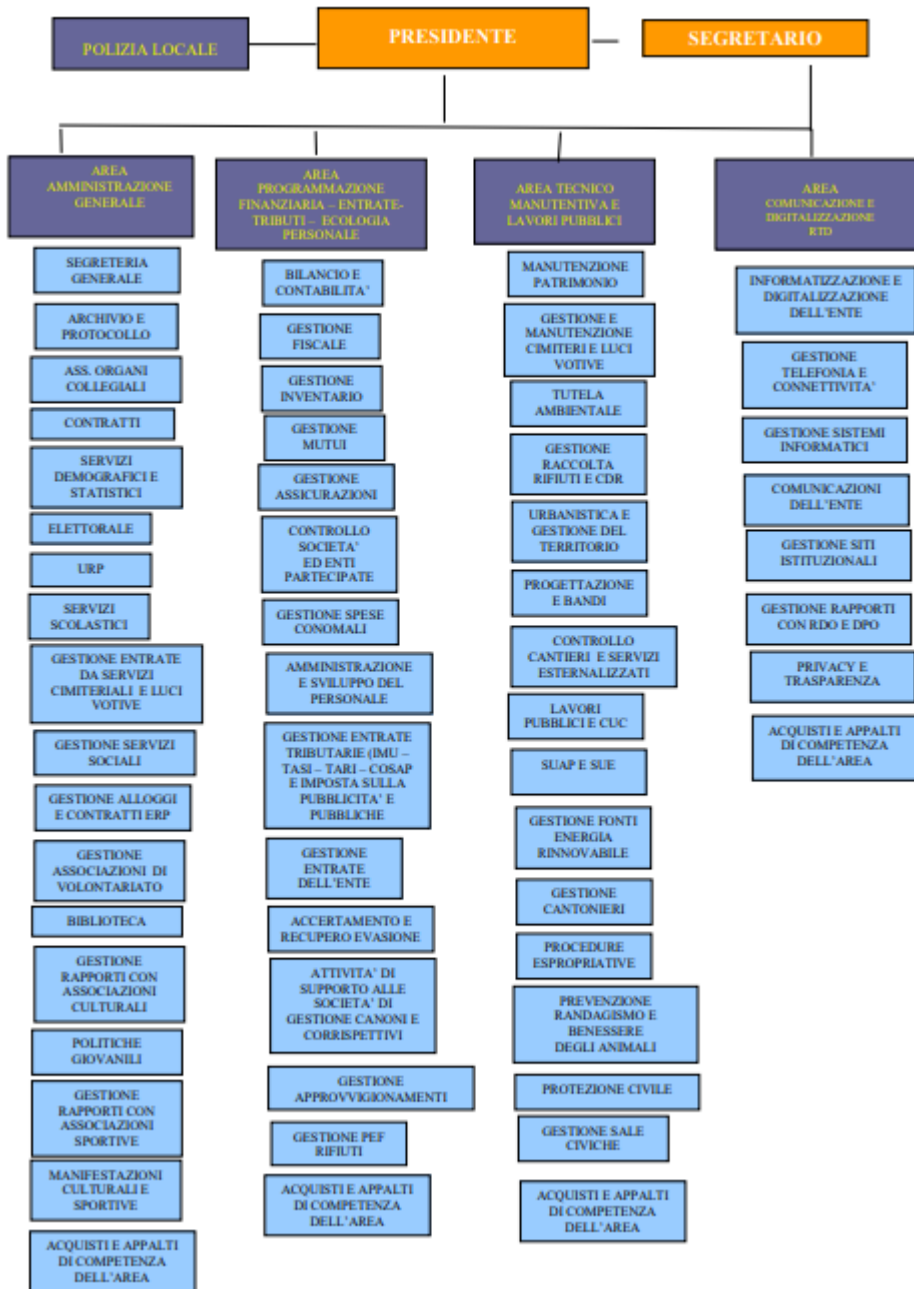 POLIZIA LOCALE
PRESIDENTE
SEGRETARIO
AREA
AMMINISTRAZIONE
GENERALE
SEGRETERIA
GENERALE
ARCHIVIO E
PROTOCOLLO
ASS. ORGANI
COLLEGIALI
CONTRATTI
SERVIZI
DEMOGRAFICI E
STATISTICI
ELETTORALE
URP
SERVIZI
SCOLASTICI
GESTIONE ENTRATE
DA SERVIZI
CIMITERIALI E LUCI
VOTIVE
GESTIONE SERVIZI
SOCIALI
GESTIONE ALLOGGI
E CONTRATTI ERP
GESTIONE
ASSOCIAZIONI DI
VOLONTARIATO
BIBLIOTECA
GESTIONE
RAPPORTI CON
ASSOCIAZIONI
CULTURALI
POLITICHE
GIOVANILI
GESTIONE
RAPPORTI CON
ASSOCIAZIONI
SPORTIVE
MANIFESTAZIONI
CULTURALI E
SPORTIVE
ACQUISTI E APPALTI
DI COMPETENZA
DELL'AREA
AREA
PROGRAMMAZIONE
FINANZIARIA – ENTRATE-
TRIBUTI – ECOLOGIA
PERSONALE
BILANCIO E
CONTABILITA'
GESTIONE
FISCALE
GESTIONE
INVENTARIO
GESTIONE
MUTUI
GESTIONE
ASSICURAZIONI
CONTROLLO
SOCIETA'
ED ENTI
PARTECIPATE
GESTIONE SPESE
CONOMALI
AMMINISTRAZIONE
E SVILUPPO DEL
PERSONALE
GESTIONE ENTRATE
TRIBUTARIE (IMU –
TASI – TARI – COSAP
E IMPOSTA SULLA
PUBBLICITA' E
PUBBLICHE
GESTIONE
ENTRATE
DELL'ENTE
ACCERTAMENTO E
RECUPERO EVASIONE
ATTIVITA' DI
SUPPORTO ALLE
SOCIETA' DI
GESTIONE CANONI E
CORRISPETTIVI
GESTIONE
APPROVVIGIONAMENTI
GESTIONE PEF
RIFIUTI
ACQUISTI E APPALTI
DI COMPETENZA
DELL'AREA
AREA TECNICO
MANUTENTIVA E
LAVORI PUBBLICI
MANUTENZIONE
PATRIMONIO
GESTIONE E
MANUTENZIONE
CIMITERI E LUCI
VOTIVE
TUTELA
AMBIENTALE
GESTIONE
RACCOLTA
RIFIUTI E CDR
URBANISTICA E
GESTIONE DEL
TERRITORIO
PROGETTAZIONE
E BANDI
CONTROLLO
CANTIERI E SERVIZI
ESTERNALIZZATI
LAVORI
PUBBLICI E CUC
SUAP E SUE
GESTIONE FONTI
ENERGIA
RINNOVABILE
GESTIONE
CANTONIERI
PROCEDURE
ESPROPRIATIVE
PREVENZIONE
RANDAGISMO E
BENESSERE
DEGLI ANIMALI
PROTEZIONE CIVILE
GESTIONE SALE
CIVICHE
ACQUISTI E APPALTI
DI COMPETENZA
DELL'AREA
AREA
COMUNICAZIONE E
DIGITALIZZAZIONE
RTD
INFORMATIZZAZIONE E
DIGITALIZZAZIONE
DELL'ENTE
GESTIONE
TELEFONIA E
CONNETTIVITA'
GESTIONE SISTEMI
INFORMATICI
COMUNICAZIONI
DELL'ENTE
GESTIONE SITI
ISTITUZIONALI
GESTIONE RAPPORTI
CON RDO E DPO
PRIVACY E
TRASPARENZA
ACQUISTI E APPALTI
DI COMPETENZA
DELL'AREA